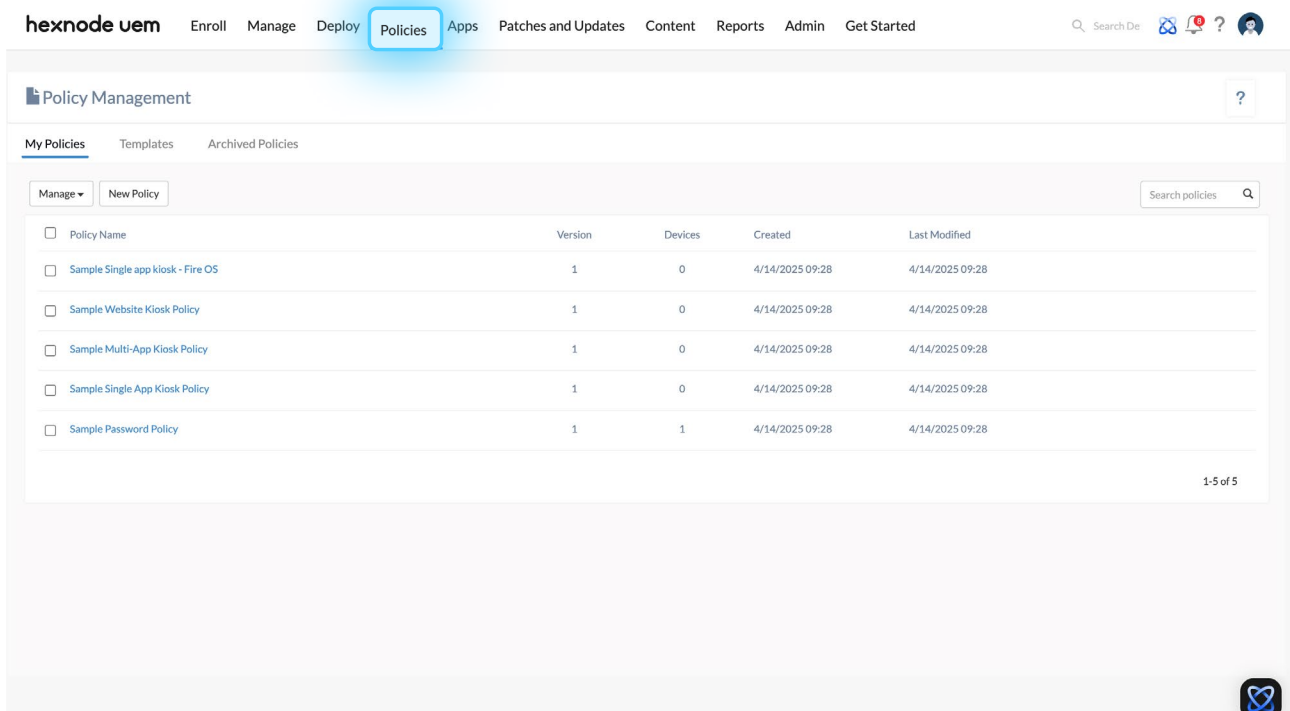 hexnode uem Enroll Manage Deploy Policies Apps Patches and Updates Content Reports Admin Get Started Search De 8 ?
Policy Management ?
My Policies Templates Archived Policies
Manage New Policy Search policies
Policy Name Version Devices Created Last Modified
Sample Single app kiosk - Fire OS 1 0 4/14/2025 09:28 4/14/2025 09:28
Sample Website Kiosk Policy 1 0 4/14/2025 09:28 4/14/2025 09:28
Sample Multi-App Kiosk Policy 1 0 4/14/2025 09:28 4/14/2025 09:28
Sample Single App Kiosk Policy 1 0 4/14/2025 09:28 4/14/2025 09:28
Sample Password Policy 1 1 4/14/2025 09:28 4/14/2025 09:28
1-5 of 5